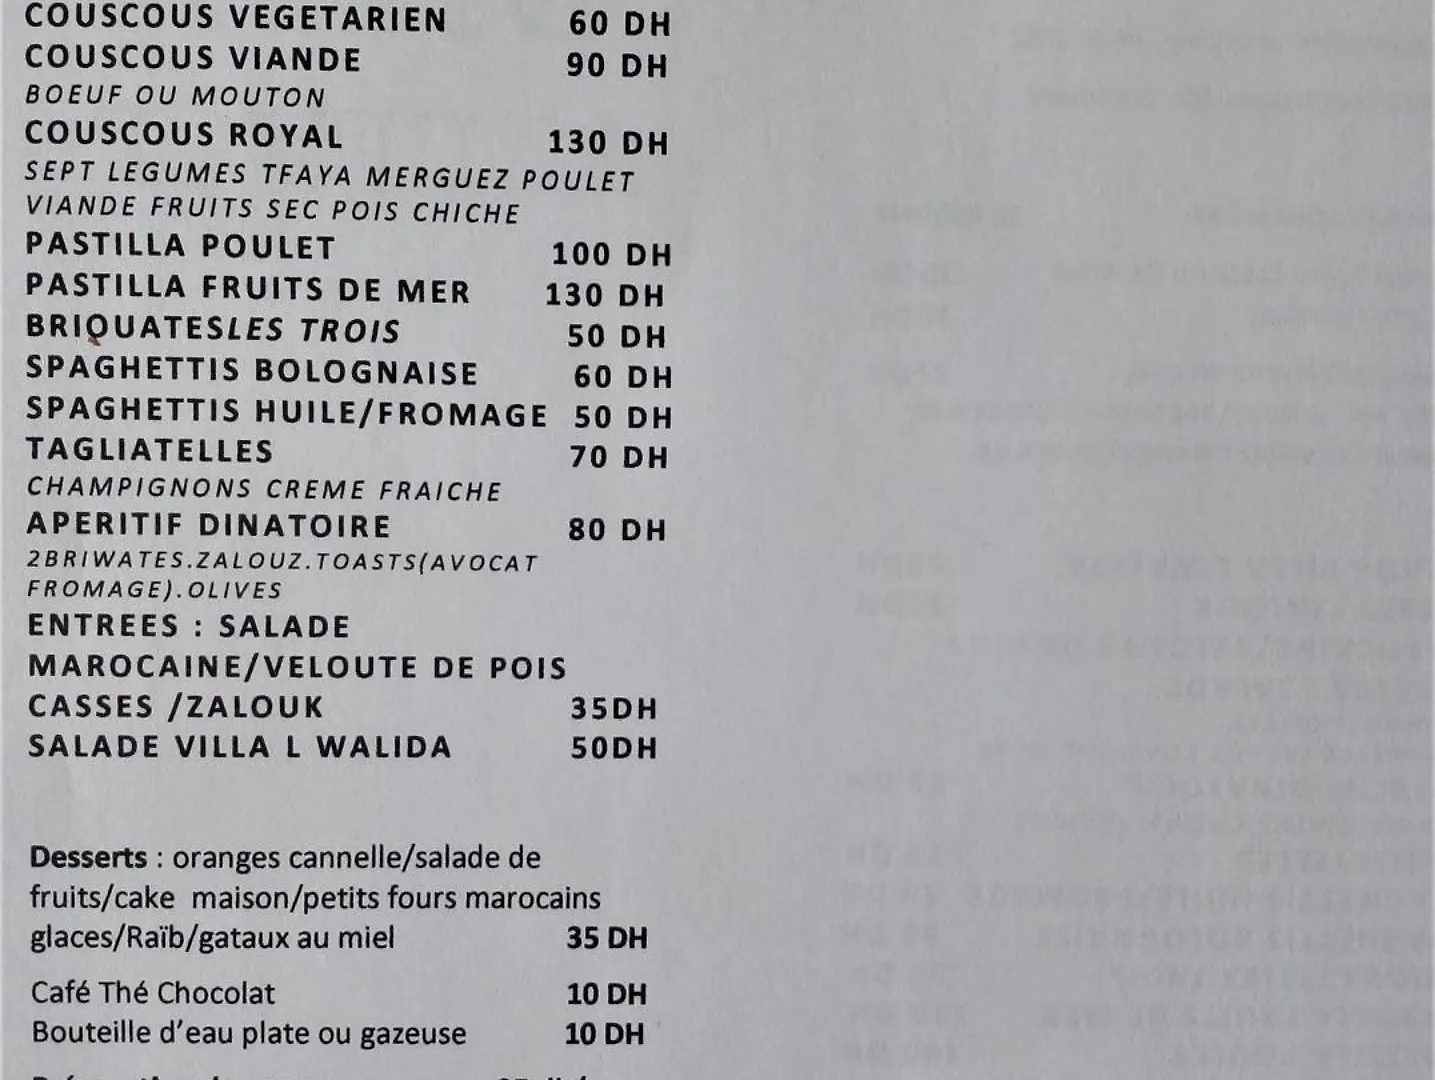 COUSCOUS VEGETARIEN 60 DH
COUSCOUS VIANDE 90 DH
BOEUF OU MOUTON
COUSCOUS ROYAL 130 DH
SEPT LEGUMES TFAYA MERGUEZ POULET
VIANDE FRUITS SEC POIS CHICHE
PASTILLA POULET 100 DH
PASTILLA FRUITS DE MER 130 DH
BRIQUATESLES TROIS 50 DH
SPAGHETTIS BOLOGNAISE 60 DH
SPAGHETTIS HUILE/FROMAGE 50 DH
TAGLIATELLES 70 DH
CHAMPIGNONS CREME FRAICHE
APERITIF DINATOIRE 80 DH
2BRIWATES.ZALOUZ.TOASTS(AVOCAT
FROMAGE).OLIVES
ENTREES : SALADE
MAROCAINE/VELOUTE DE POIS
CASSES /ZALOUK 35DH
SALADE VILLA L WALIDA 50DH
Desserts : oranges cannelle/salade de
fruits/cake maison/petits fours marocains
glaces/Raïb/gataux au miel 35 DH
Café Thé Chocolat 10 DH
Bouteille d'eau plate ou gazeuse 10 DH